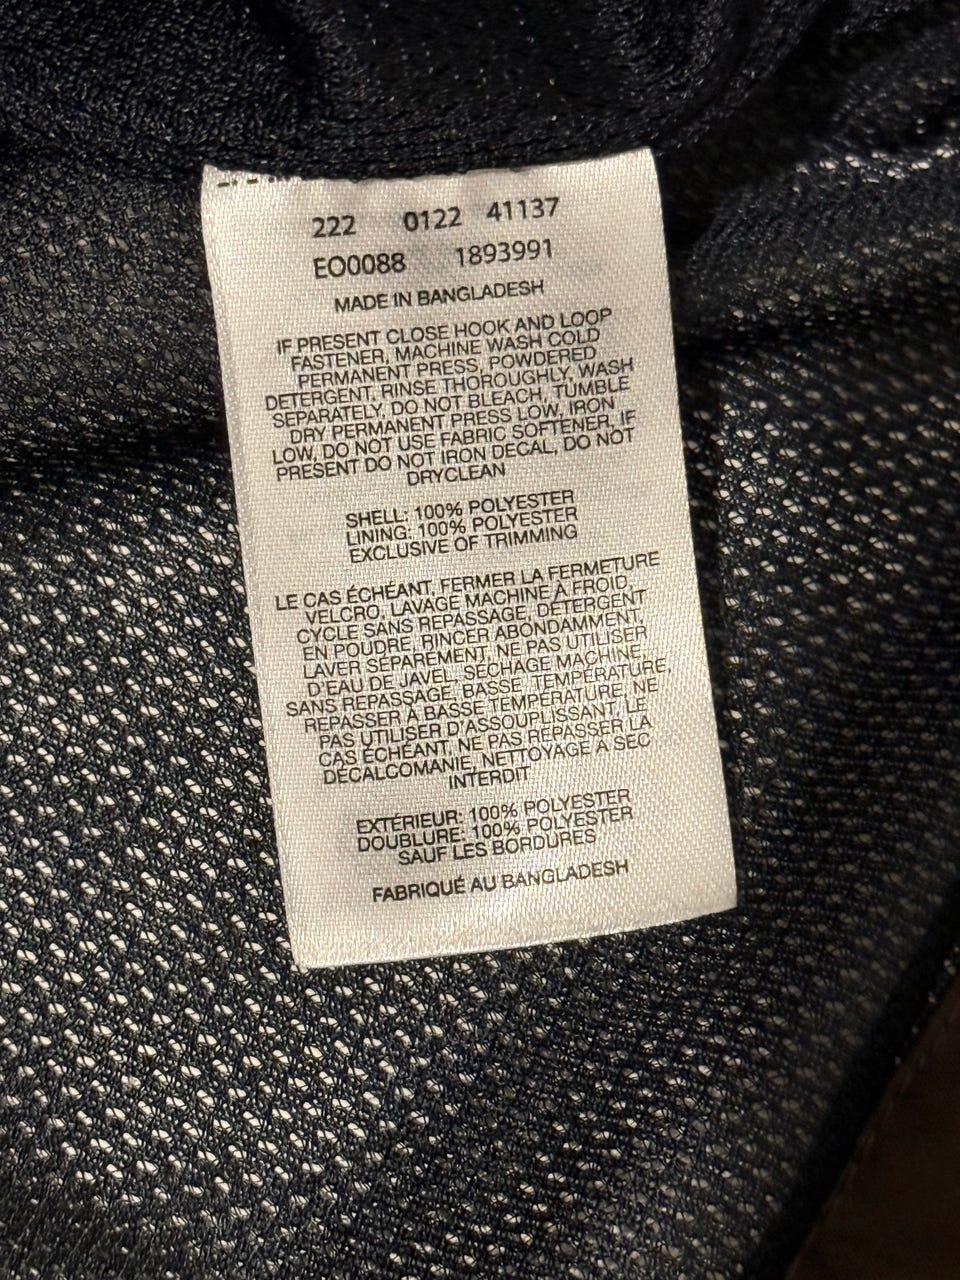 222 0122 41137
EO0088 1893991
MADE IN BANGLADESH
IF PRESENT CLOSE HOOK AND LOOP
FASTENER, MACHINE WASH COLD
PERMANENT PRESS, POWDERED
DETERGENT, RINSE THOROUGHLY, WASH
SEPARATELY, DO NOT BLEACH, TUMBLE
DRY PERMANENT PRESS LOW, IRON
LOW, DO NOT USE FABRIC SOFTENER, IF
PRESENT DO NOT IRON DECAL, DO NOT
DRYCLEAN
SHELL: 100% POLYESTER
LINING: 100% POLYESTER
EXCLUSIVE OF TRIMMING
LE CAS ÉCHÉANT, FERMER LA FERMETURE
VELCRO, LAVAGE MACHINE À FROID,
CYCLE SANS REPASSAGE, DÉTERGENT
EN POUDRE, RINCER ABONDAMMENT,
LAVER SÉPARÉMENT, NE PAS UTILISER
D'EAU DE JAVEL, SÉCHAGE MACHINE,
SANS REPASSAGE, BASSE, TEMPÉRATURE,
REPASSER À BASSE TEMPÉRATURE, NE
PAS UTILISER D'ASSOUPLISSANT, LE
CAS ÉCHÉANT, NE PAS REPASSER LA
DÉCALCOMANIE, NETTOYAGE À SEC
INTERDIT
EXTÉRIEUR: 100% POLYESTER
DOUBLURE: 100% POLYESTER
SAUF LES BORDURES
FABRIQUÉ AU BANGLADESH